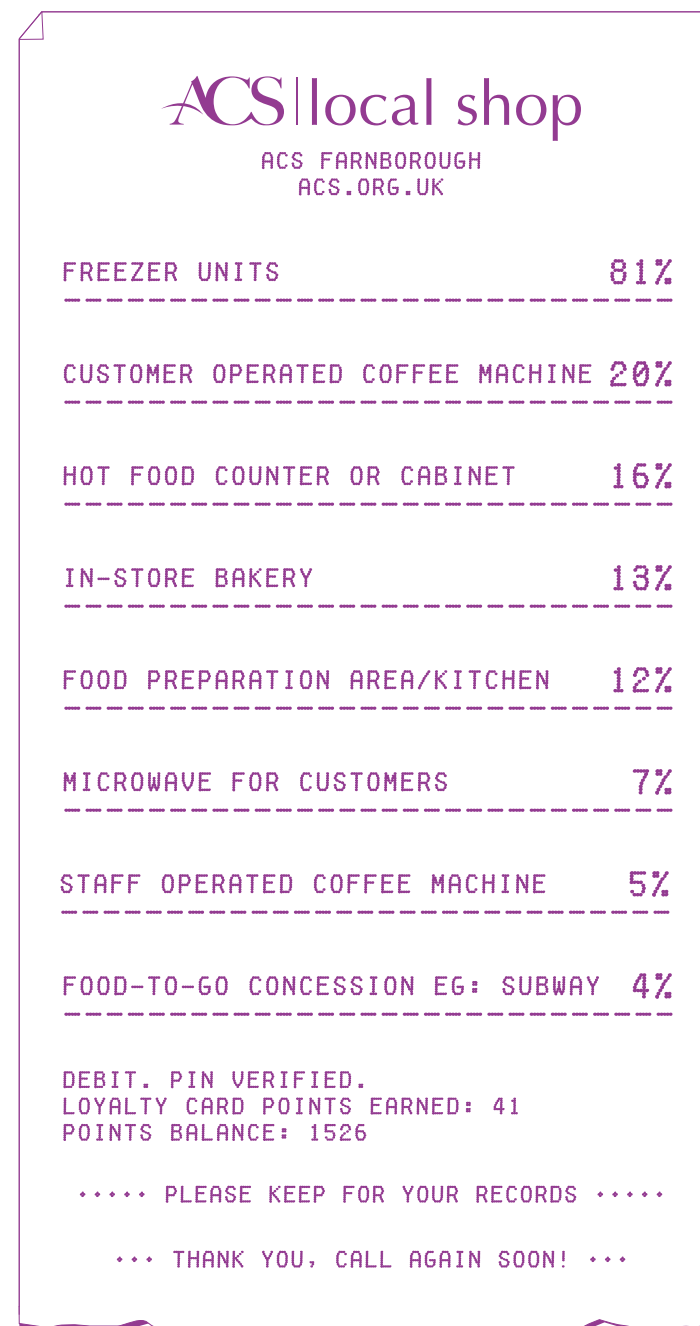 ACS local shop
ACS FARNBOROUGH
ACS.ORG.UK
FREEZER UNITS 81%
CUSTOMER OPERATED COFFEE MACHINE 20%
HOT FOOD COUNTER OR CABINET 16%
IN-STORE BAKERY 13%
FOOD PREPARATION AREA/KITCHEN 12%
MICROWAVE FOR CUSTOMERS 7%
STAFF OPERATED COFFEE MACHINE 5%
FOOD-TO-GO CONCESSION EG: SUBWAY 4%
DEBIT. PIN VERIFIED.
LOYALTY CARD POINTS EARNED: 41
POINTS BALANCE: 1526
••••• PLEASE KEEP FOR YOUR RECORDS •••••
••• THANK YOU, CALL AGAIN SOON! •••